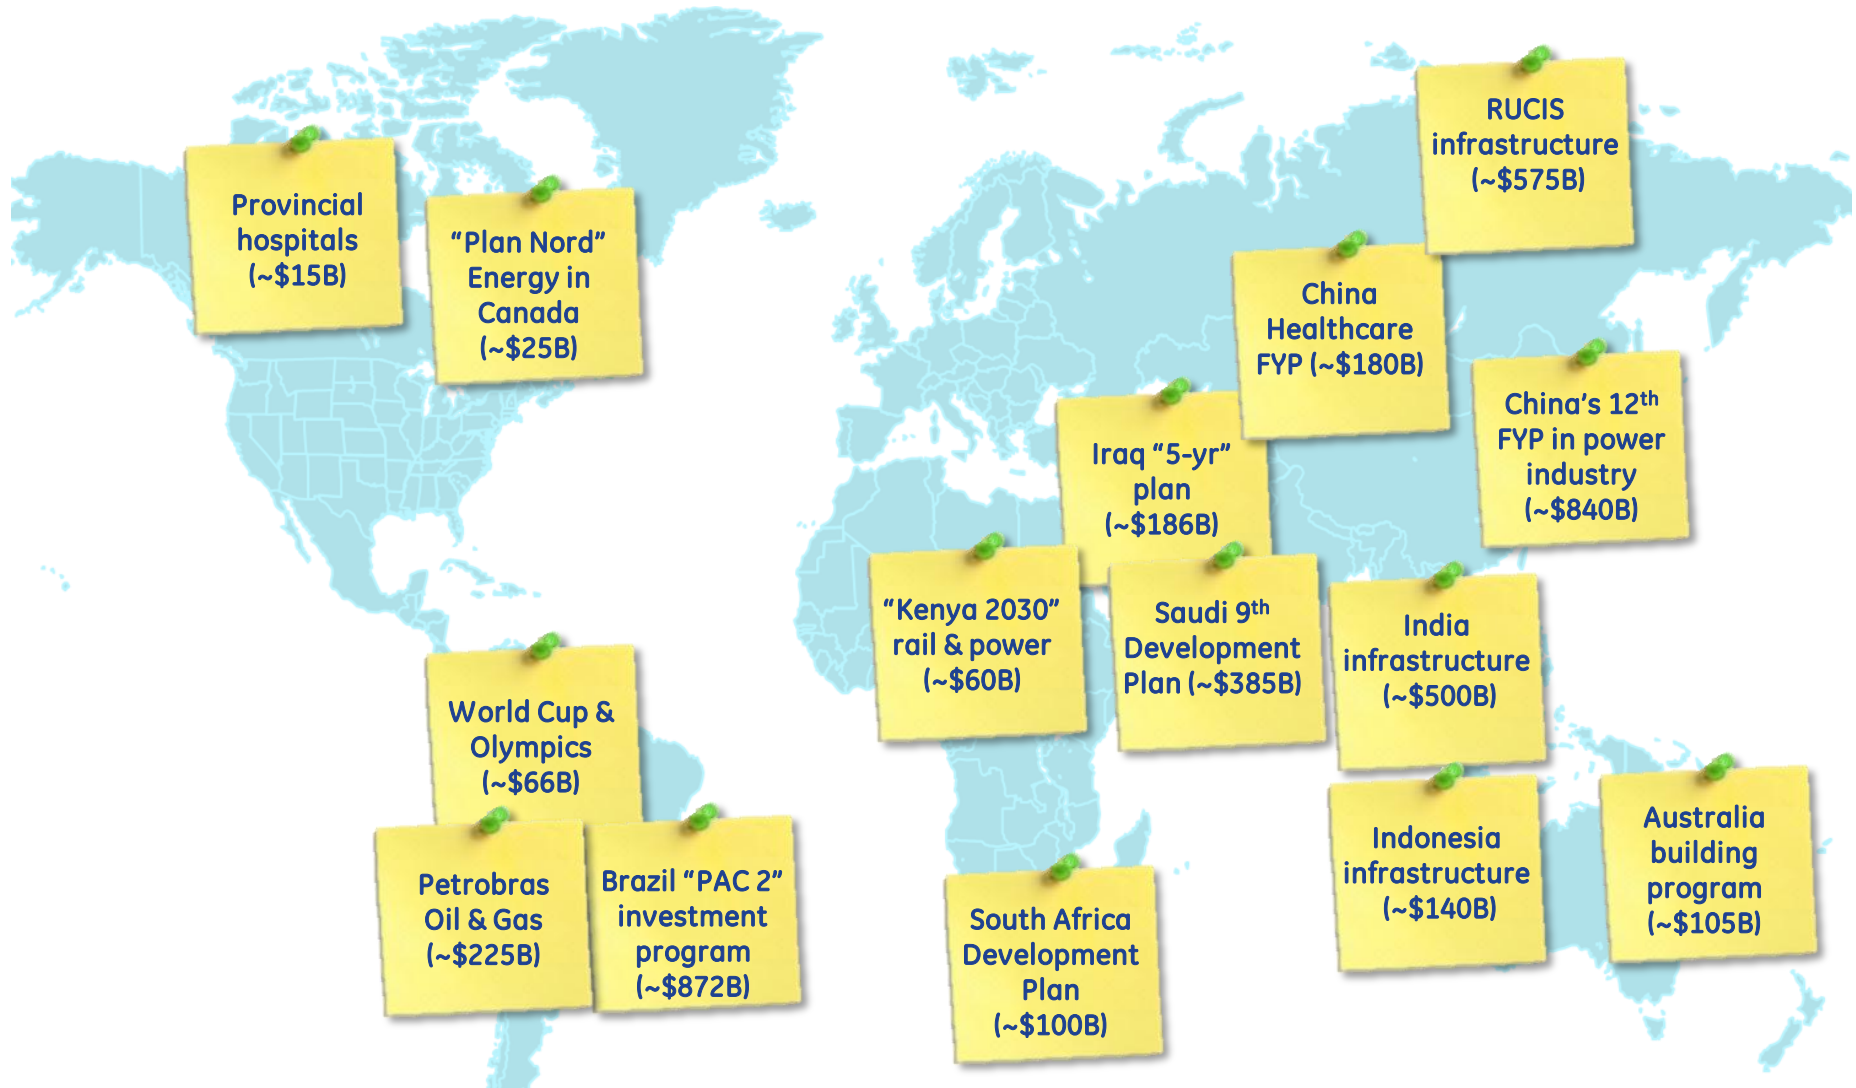 Provincial
hospitals
(~$15B)
“Plan Nord”
Energy in
Canada
(~$25B)
RUCIS
infrastructure
(~$575B)
China
Healthcare
FYP (~$180B)
China’s 12th
FYP in power
industry
(~$840B)
Iraq “5-yr”
plan
(~$186B)
“Kenya 2030”
rail & power
(~$60B)
Saudi 9th
Development
Plan (~$385B)
India
infrastructure
(~$500B)
World Cup &
Olympics
(~$66B)
Petrobras
Oil & Gas
(~$225B)
Brazil “PAC 2”
investment
program
(~$872B)
South Africa
Development
Plan
(~$100B)
Indonesia
infrastructure
(~$140B)
Australia
building
program
(~$105B)